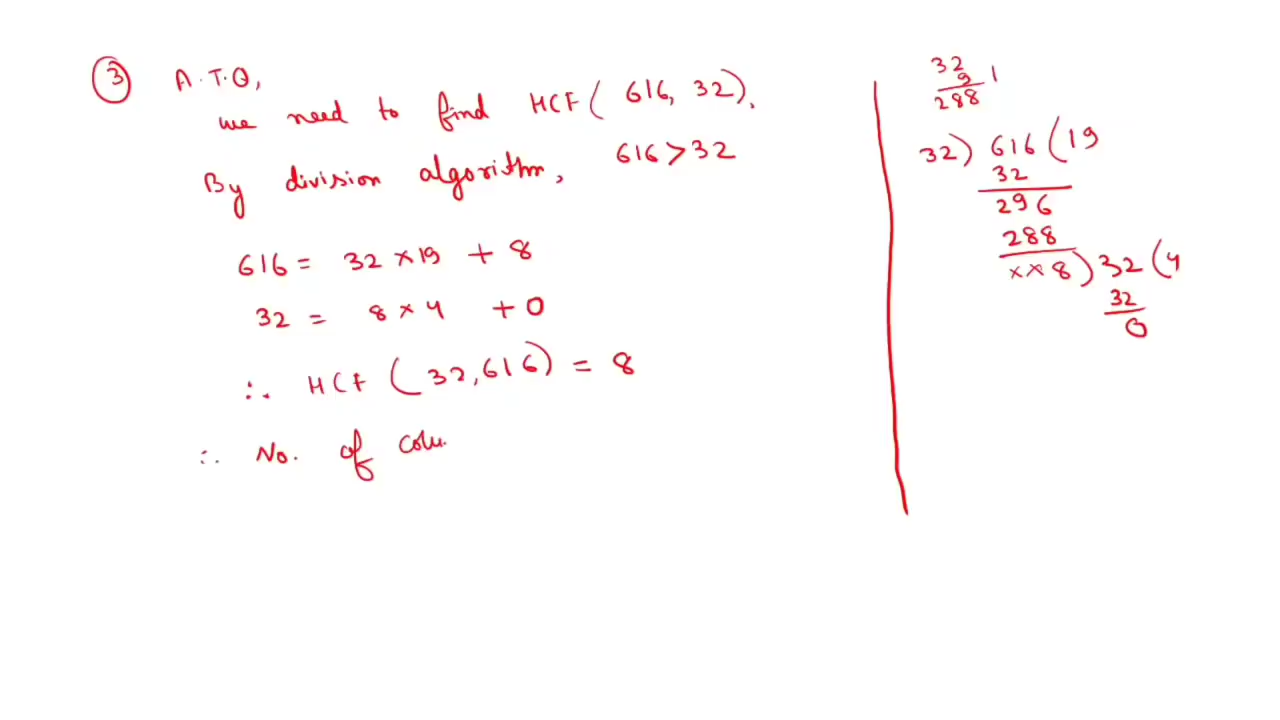 ③ A.T.Q,
we need to find HCF( 616, 32).
By division algorithm, 616>32
616 = 32 × 19 + 8
32 = 8 × 4 + 0
∴ HCF (32,616) = 8
∴ No. of colu.
32
9
288
32) 616 (19
32
296
288
××8) 32 (4
32
0